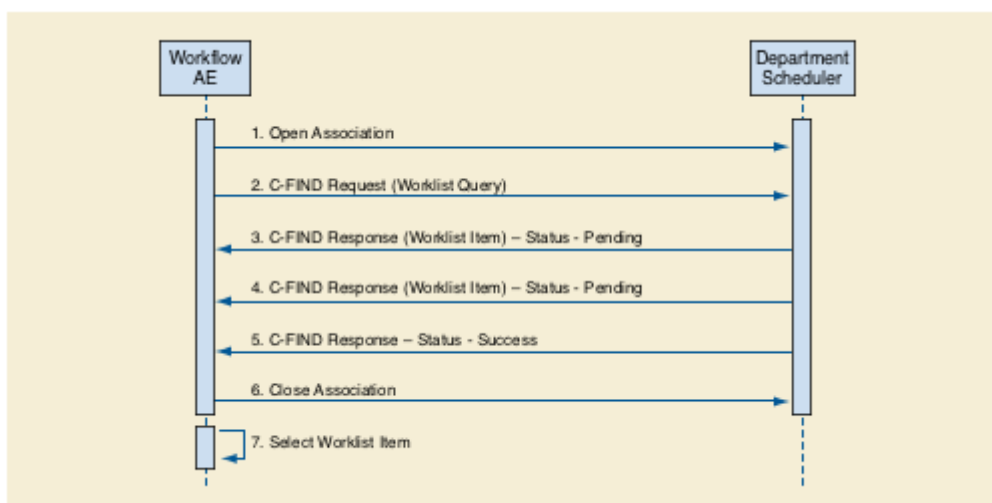 Workflow
AE
Department
Scheduler
1. Open Association
2. C-FIND Request (Worklist Query)
3. C-FIND Response (Worklist Item) – Status - Pending
4. C-FIND Response (Worklist Item) – Status - Pending
5. C-FIND Response – Status - Success
6. Close Association
7. Select Worklist Item